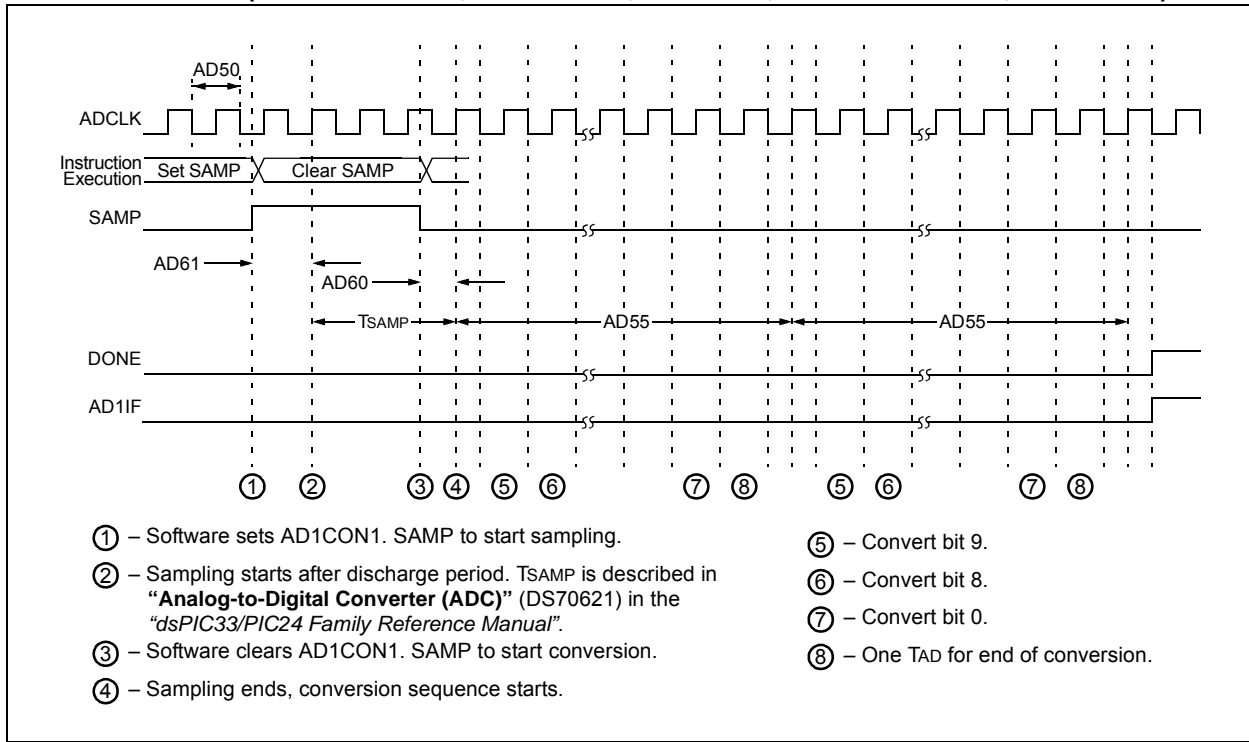 AD50
ADCLK
Instruction
Execution
Set SAMP
Clear SAMP
SAMP
AD61
AD60
TSAMP
AD55
AD55
DONE
AD1IF
① ② ③ ④ ⑤ ⑥ ⑦ ⑧ ⑤ ⑥ ⑦ ⑧
① – Software sets AD1CON1. SAMP to start sampling.
② – Sampling starts after discharge period. TSAMP is described in
“Analog-to-Digital Converter (ADC)” (DS70621) in the
“dsPIC33/PIC24 Family Reference Manual”.
③ – Software clears AD1CON1. SAMP to start conversion.
④ – Sampling ends, conversion sequence starts.
⑤ – Convert bit 9.
⑥ – Convert bit 8.
⑦ – Convert bit 0.
⑧ – One TAD for end of conversion.